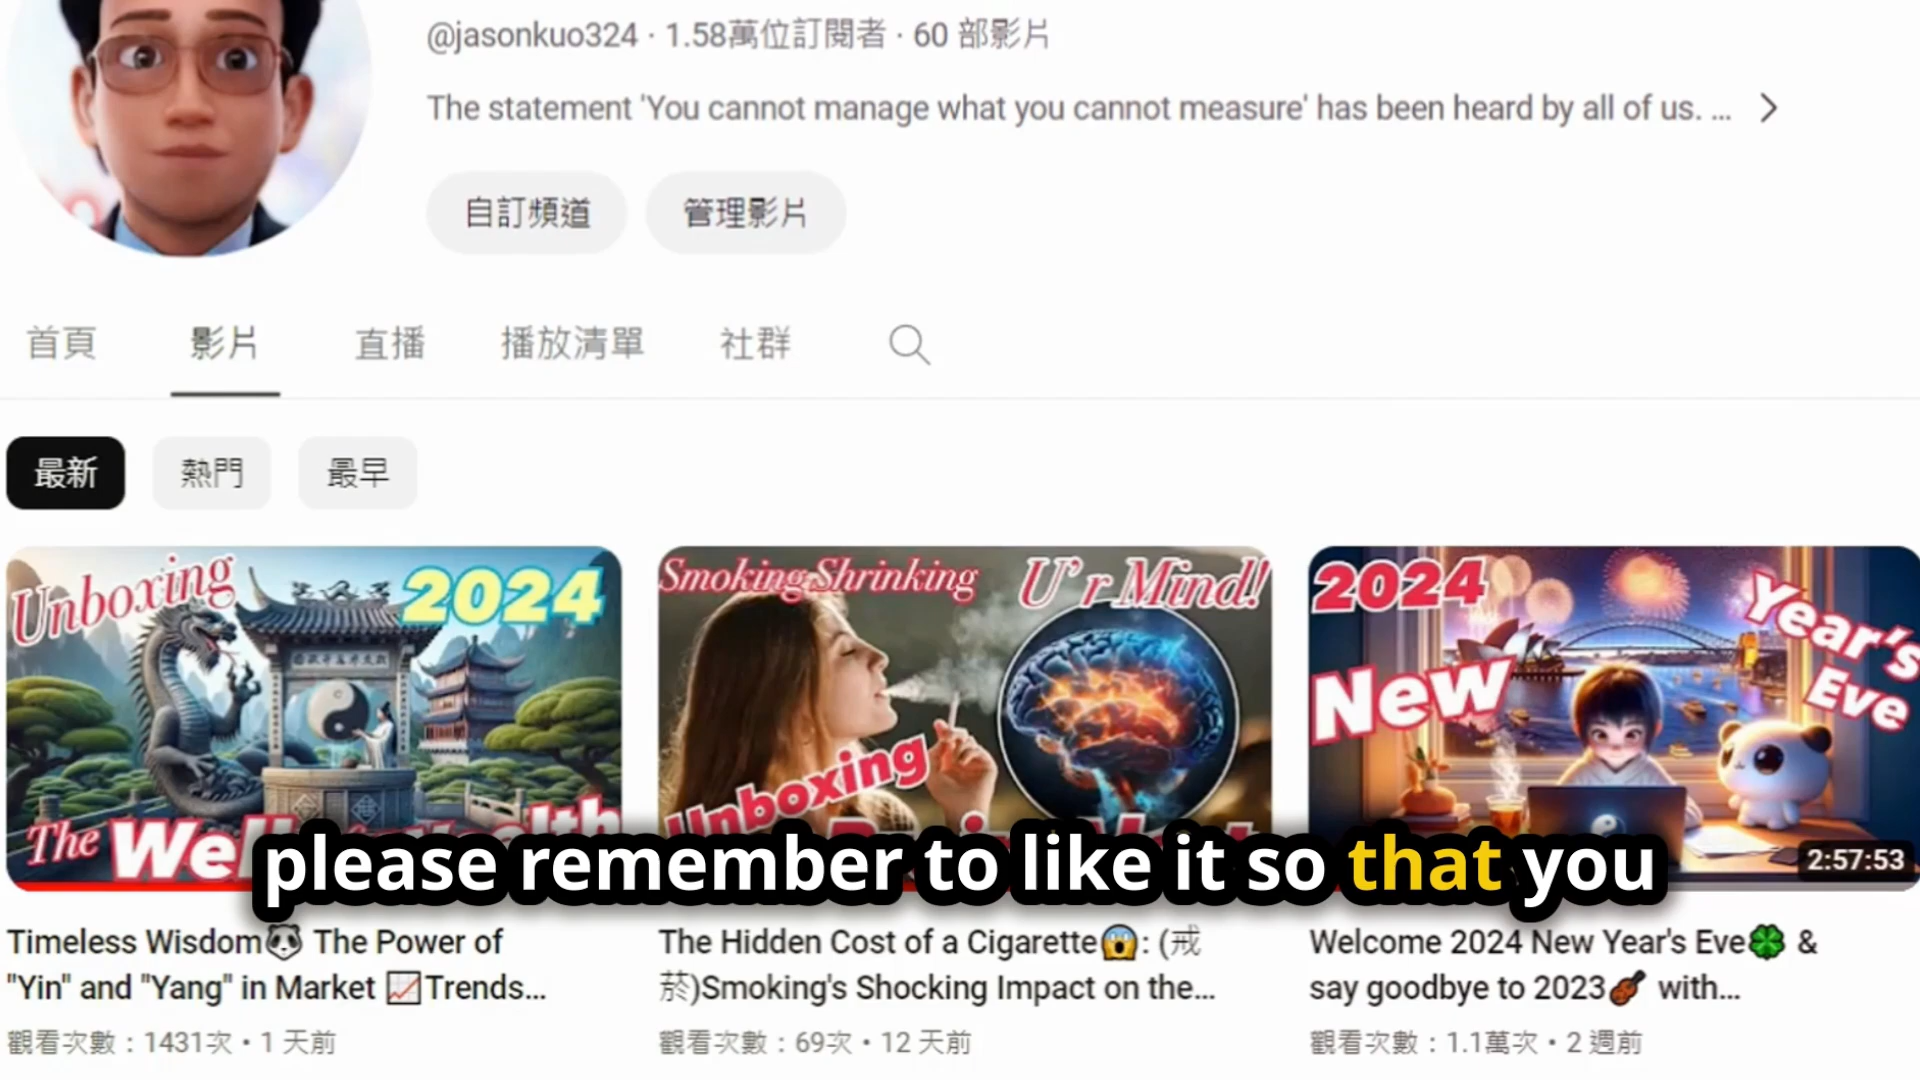 @jasonkuo324 · 1.58萬位訂閱者 · 60 部影片
The statement 'You cannot manage what you cannot measure' has been heard by all of us. ...
自訂頻道 管理影片
首頁 影片 直播 播放清單 社群
最新 熱門 最早
Unboxing 2024
The Well
Smoking Shrinking U'r Mind!
Unboxing
2024 New Year's Eve
2:57:53
please remember to like it so that you
Timeless Wisdom🐼 The Power of
"Yin" and "Yang" in Market 📈Trends...
觀看次數：1431次 • 1 天前
The Hidden Cost of a Cigarette😱: (戒
菸)Smoking's Shocking Impact on the...
觀看次數：69次 • 12 天前
Welcome 2024 New Year's Eve🍀 &
say goodbye to 2023🎻 with...
觀看次數：1.1萬次 • 2 週前